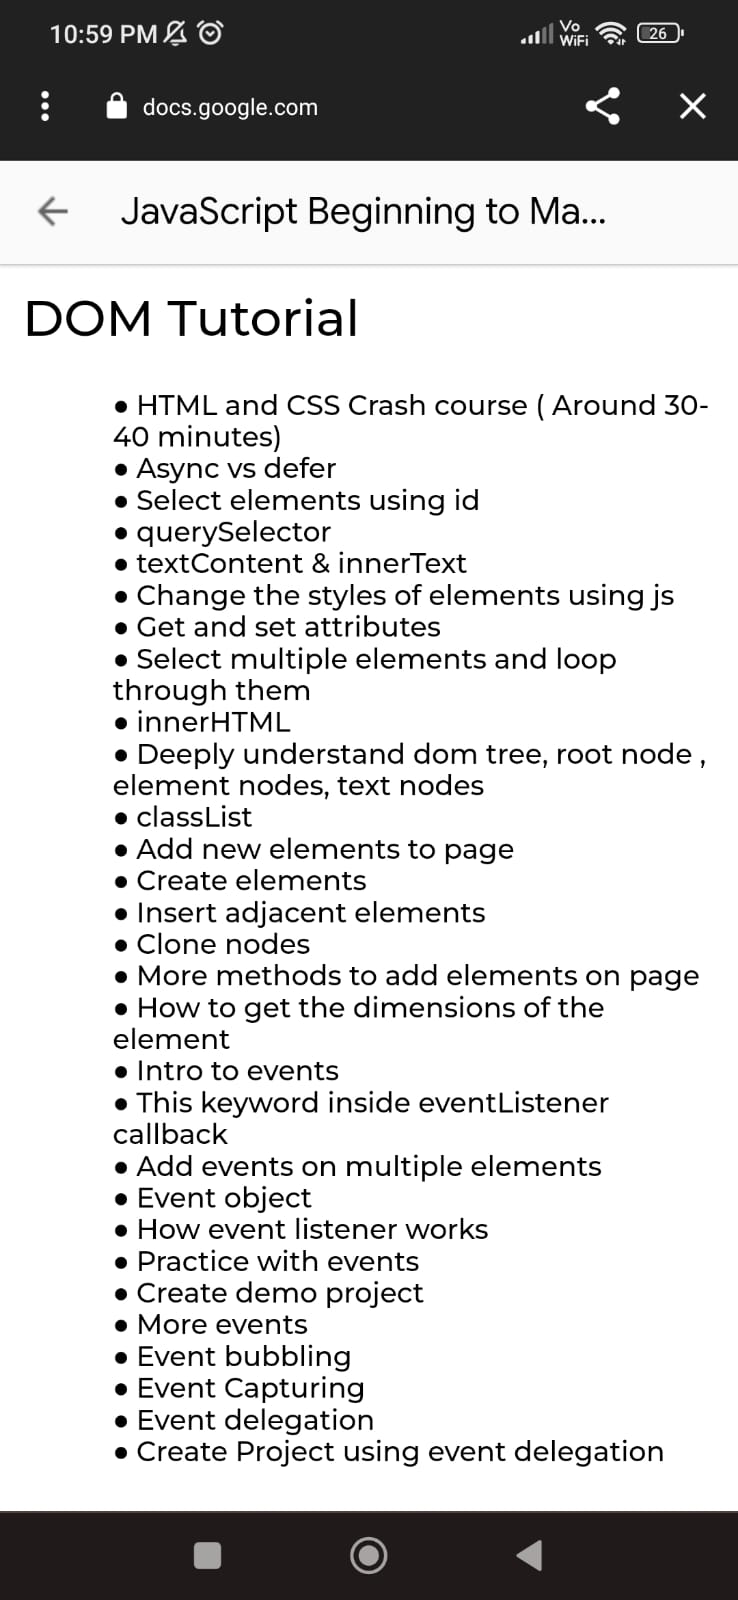 10:59 PM
Vo
WiFi
26
docs.google.com
JavaScript Beginning to Ma...
DOM Tutorial
● HTML and CSS Crash course ( Around 30-
40 minutes)
● Async vs defer
● Select elements using id
● querySelector
● textContent & innerText
● Change the styles of elements using js
● Get and set attributes
● Select multiple elements and loop
through them
● innerHTML
● Deeply understand dom tree, root node ,
element nodes, text nodes
● classList
● Add new elements to page
● Create elements
● Insert adjacent elements
● Clone nodes
● More methods to add elements on page
● How to get the dimensions of the
element
● Intro to events
● This keyword inside eventListener
callback
● Add events on multiple elements
● Event object
● How event listener works
● Practice with events
● Create demo project
● More events
● Event bubbling
● Event Capturing
● Event delegation
● Create Project using event delegation